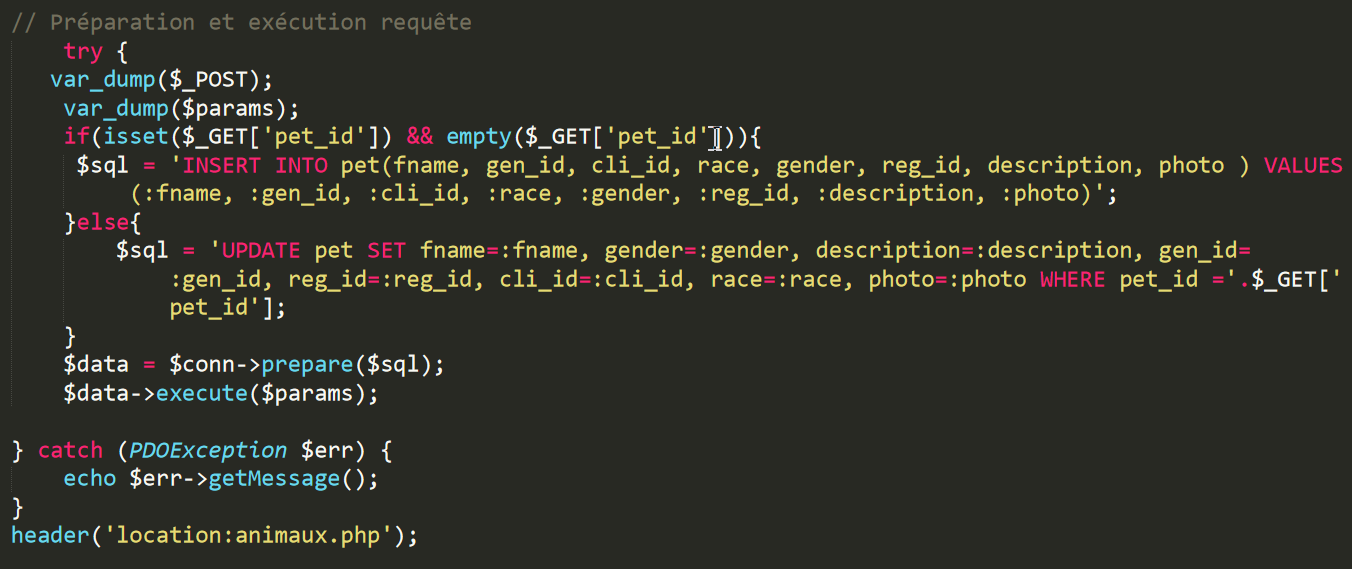 // Préparation et exécution requête
try {
var_dump($_POST);
var_dump($params);
if(isset($_GET['pet_id']) && empty($_GET['pet_id'])){
$sql = 'INSERT INTO pet(fname, gen_id, cli_id, race, gender, reg_id, description, photo ) VALUES
(:fname, :gen_id, :cli_id, :race, :gender, :reg_id, :description, :photo)';
}else{
$sql = 'UPDATE pet SET fname=:fname, gender=:gender, description=:description, gen_id=
:gen_id, reg_id=:reg_id, cli_id=:cli_id, race=:race, photo=:photo WHERE pet_id ='.$_GET['
pet_id'];
}
$data = $conn->prepare($sql);
$data->execute($params);
} catch (PDOException $err) {
echo $err->getMessage();
}
header('location:animaux.php');